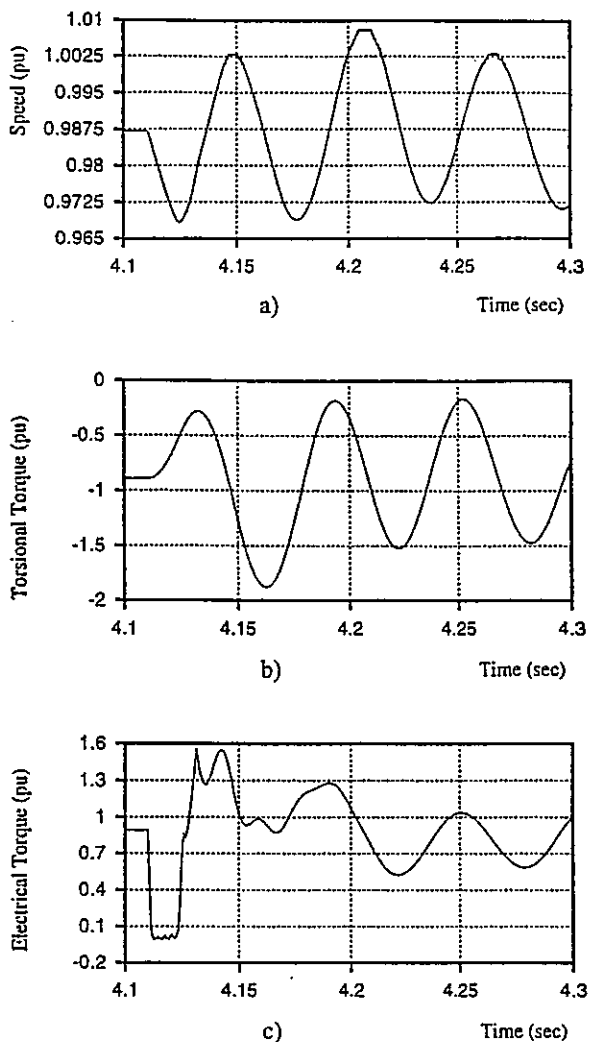 Speed (pu)
1.01
1.0025
0.995
0.9875
0.98
0.9725
0.965
4.1 4.15 4.2 4.25 4.3
a) Time (sec)
Torsional Torque (pu)
0
-0.5
-1
-1.5
-2
4.1 4.15 4.2 4.25 4.3
b) Time (sec)
Electrical Torque (pu)
1.6
1.3
1
0.7
0.4
0.1
-0.2
4.1 4.15 4.2 4.25 4.3
c) Time (sec)